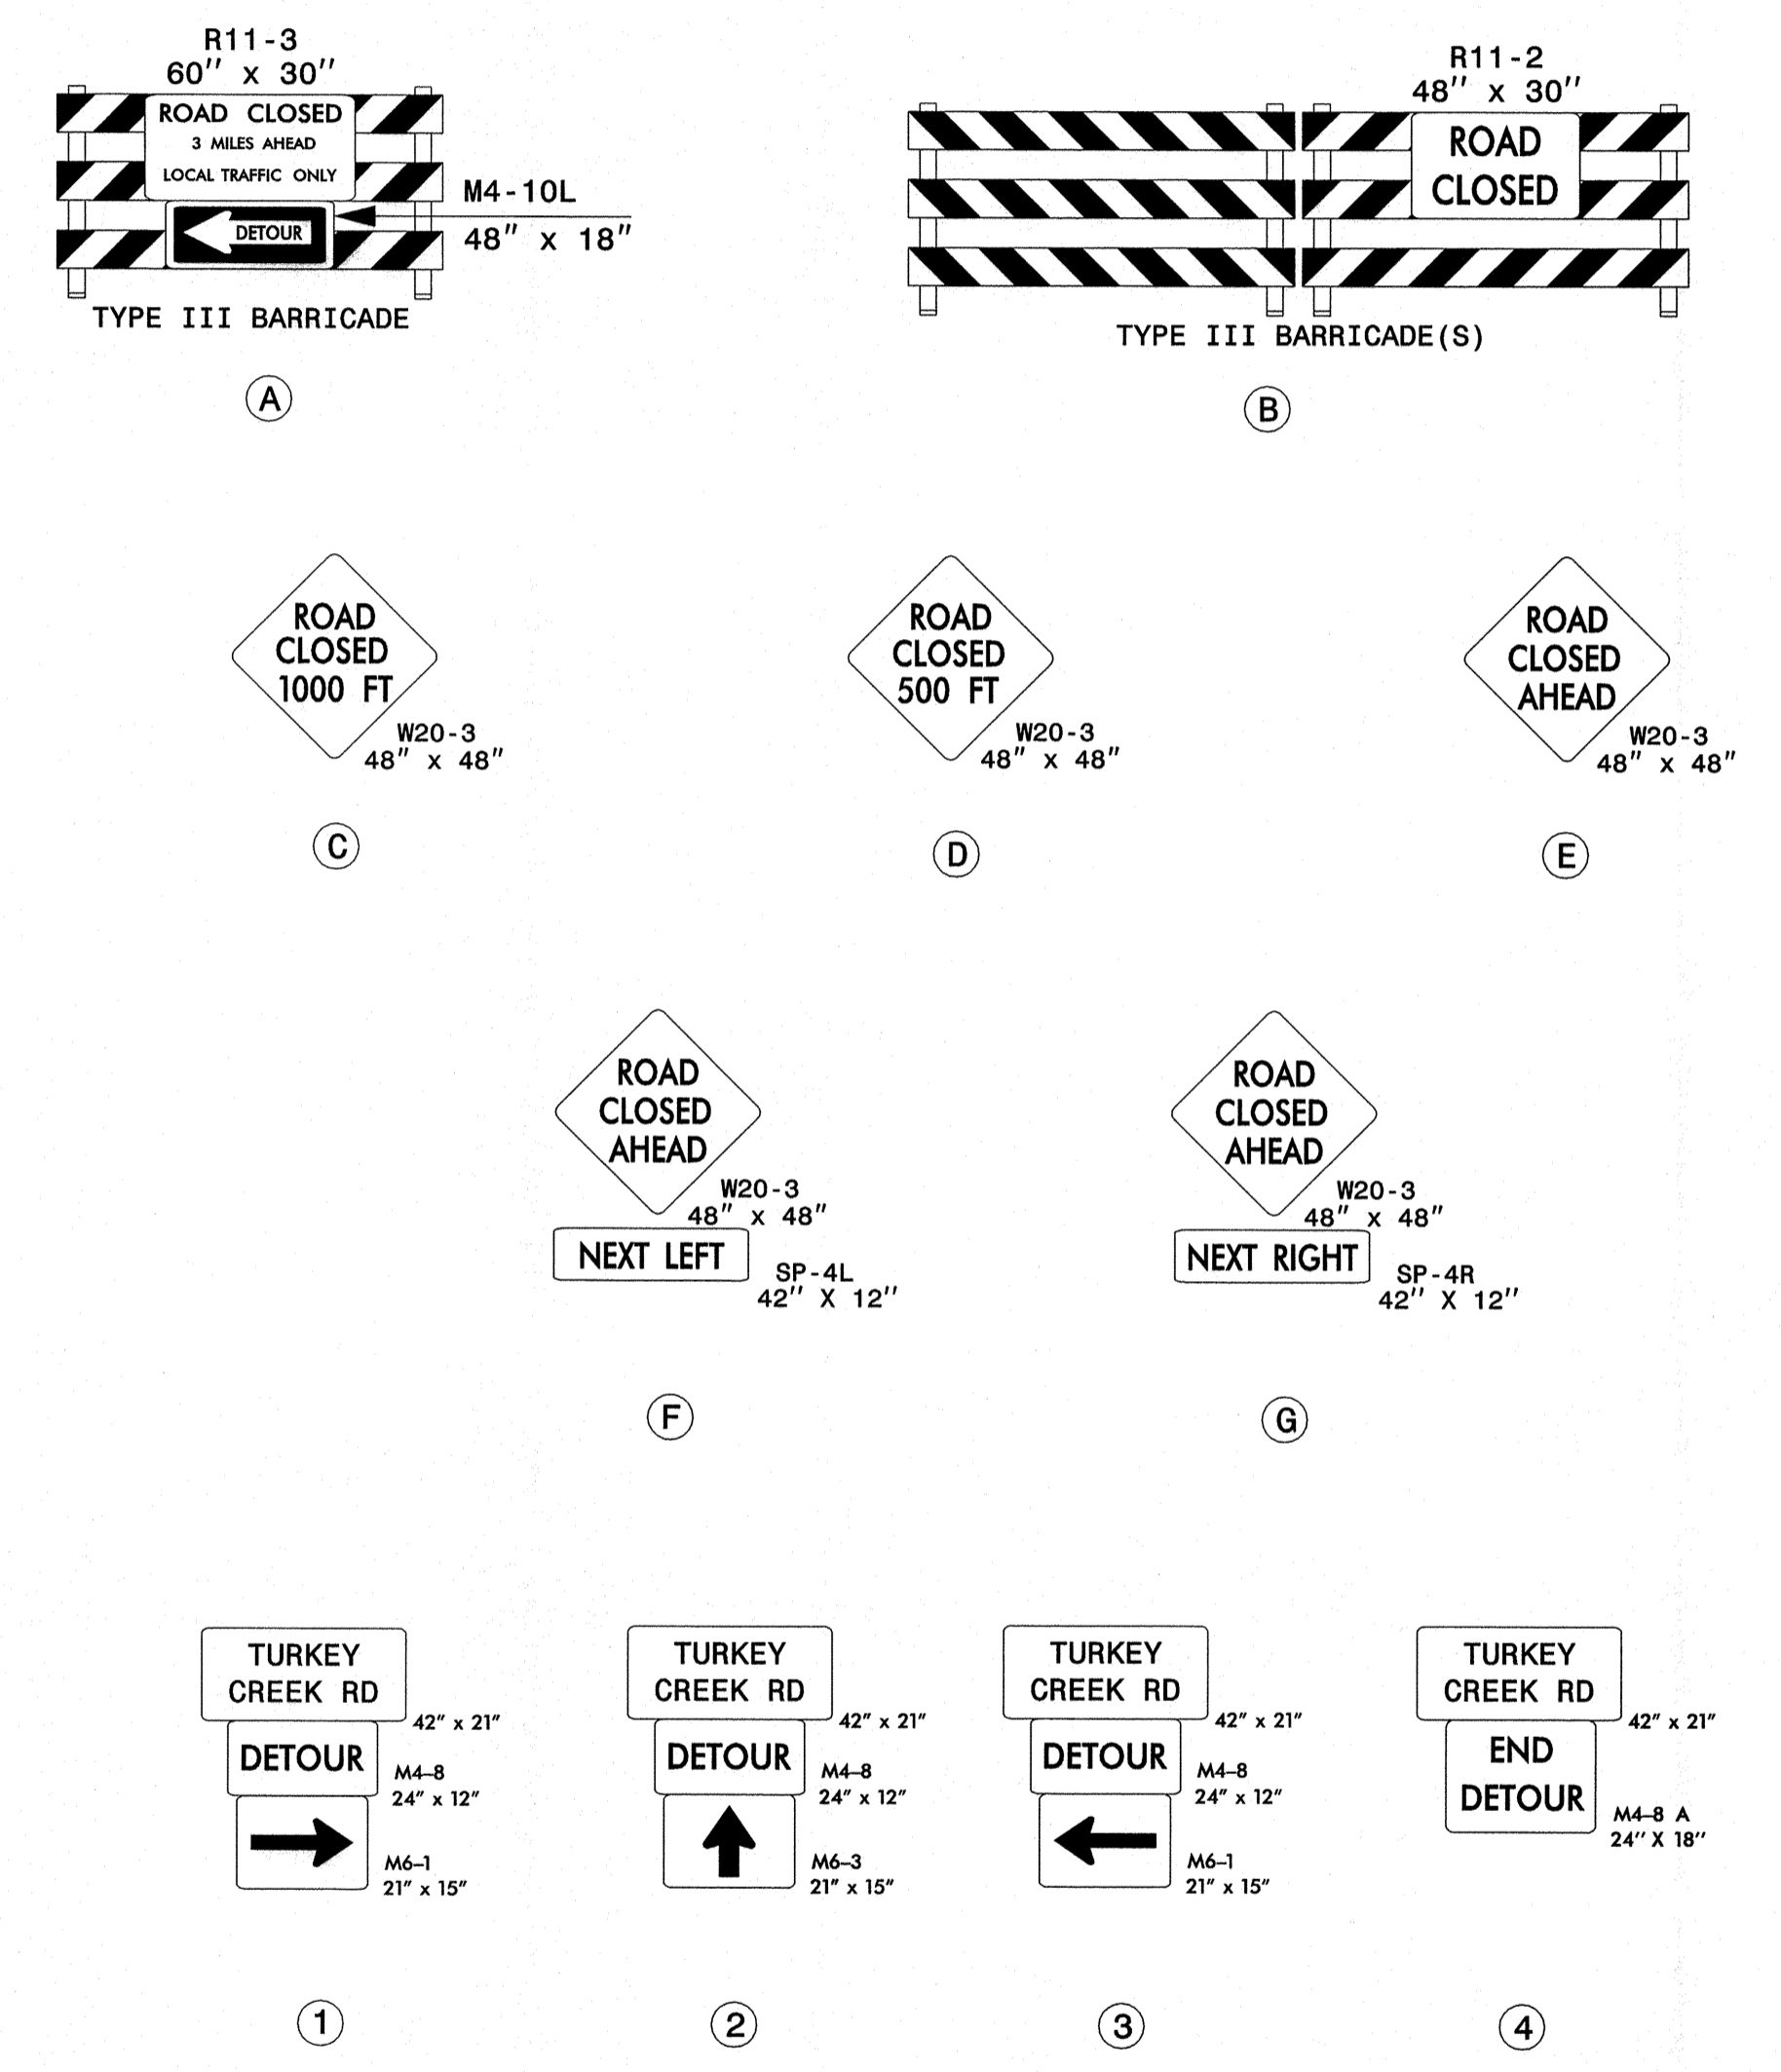 R11-3
60" x 30"
ROAD CLOSED
3 MILES AHEAD
LOCAL TRAFFIC ONLY
DETOUR
M4-10L
48" x 18"
TYPE III BARRICADE
A
R11-2
48" x 30"
ROAD
CLOSED
TYPE III BARRICADE(S)
B
ROAD
CLOSED
1000 FT
W20-3
48" x 48"
C
ROAD
CLOSED
500 FT
W20-3
48" x 48"
D
ROAD
CLOSED
AHEAD
W20-3
48" x 48"
E
ROAD
CLOSED
AHEAD
W20-3
48" x 48"
NEXT LEFT
SP-4L
42" X 12"
F
ROAD
CLOSED
AHEAD
W20-3
48" x 48"
NEXT RIGHT
SP-4R
42" X 12"
G
TURKEY
CREEK RD
42" x 21"
DETOUR
M4-8
24" x 12"
M6-1
21" x 15"
1
TURKEY
CREEK RD
42" x 21"
DETOUR
M4-8
24" x 12"
M6-3
21" x 15"
2
TURKEY
CREEK RD
42" x 21"
DETOUR
M4-8
24" x 12"
M6-1
21" x 15"
3
TURKEY
CREEK RD
42" x 21"
END
DETOUR
M4-8 A
24" X 18"
4